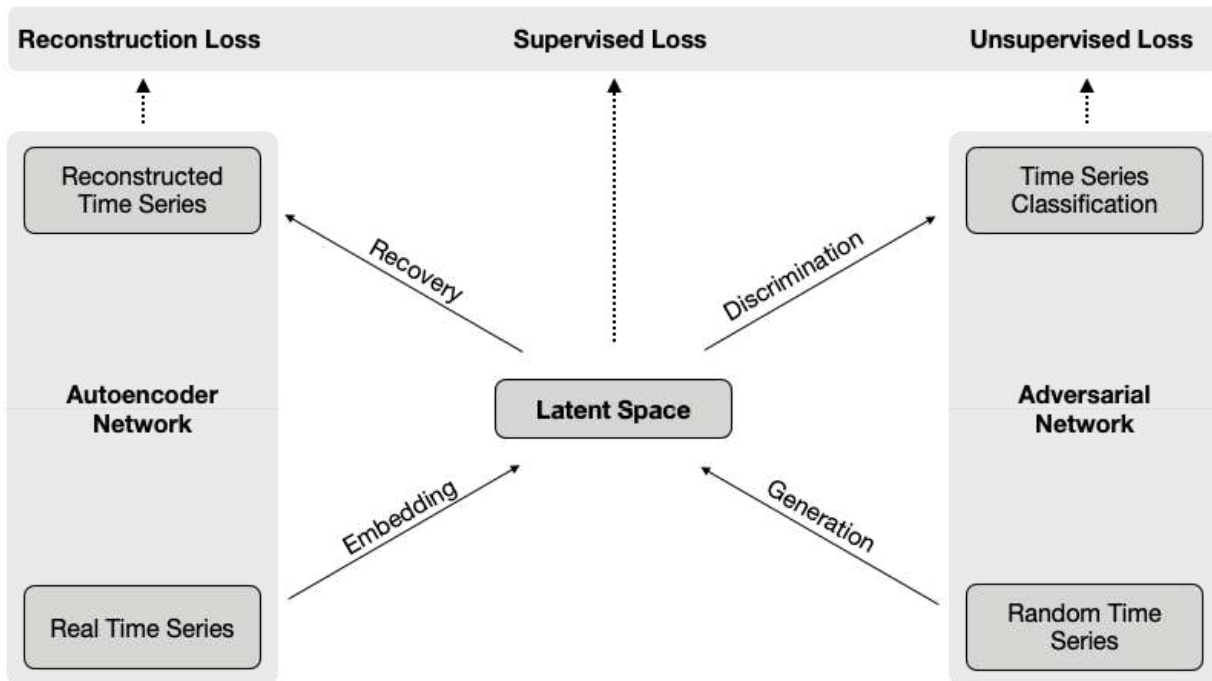 Reconstruction Loss
Supervised Loss
Unsupervised Loss
Reconstructed
Time Series
Time Series
Classification
Recovery
Discrimination
Autoencoder
Network
Latent Space
Adversarial
Network
Embedding
Generation
Real Time Series
Random Time
Series